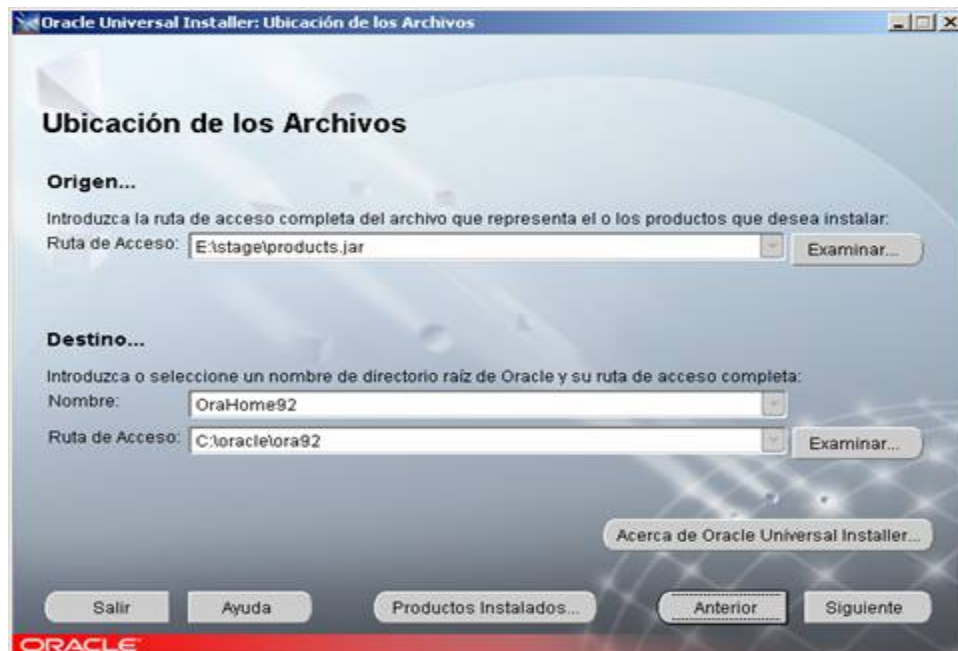 Oracle Universal Installer: Ubicación de los Archivos
Ubicación de los Archivos
Origen...
Introduzca la ruta de acceso completa del archivo que representa el o los productos que desea instalar:
Ruta de Acceso: E:\stage\products.jar Examinar...
Destino...
Introduzca o seleccione un nombre de directorio raíz de Oracle y su ruta de acceso completa:
Nombre: OraHome92
Ruta de Acceso: C:\oracle\ora92 Examinar...
Acerca de Oracle Universal Installer...
Salir Ayuda Productos Instalados... Anterior Siguiente
ORACLE